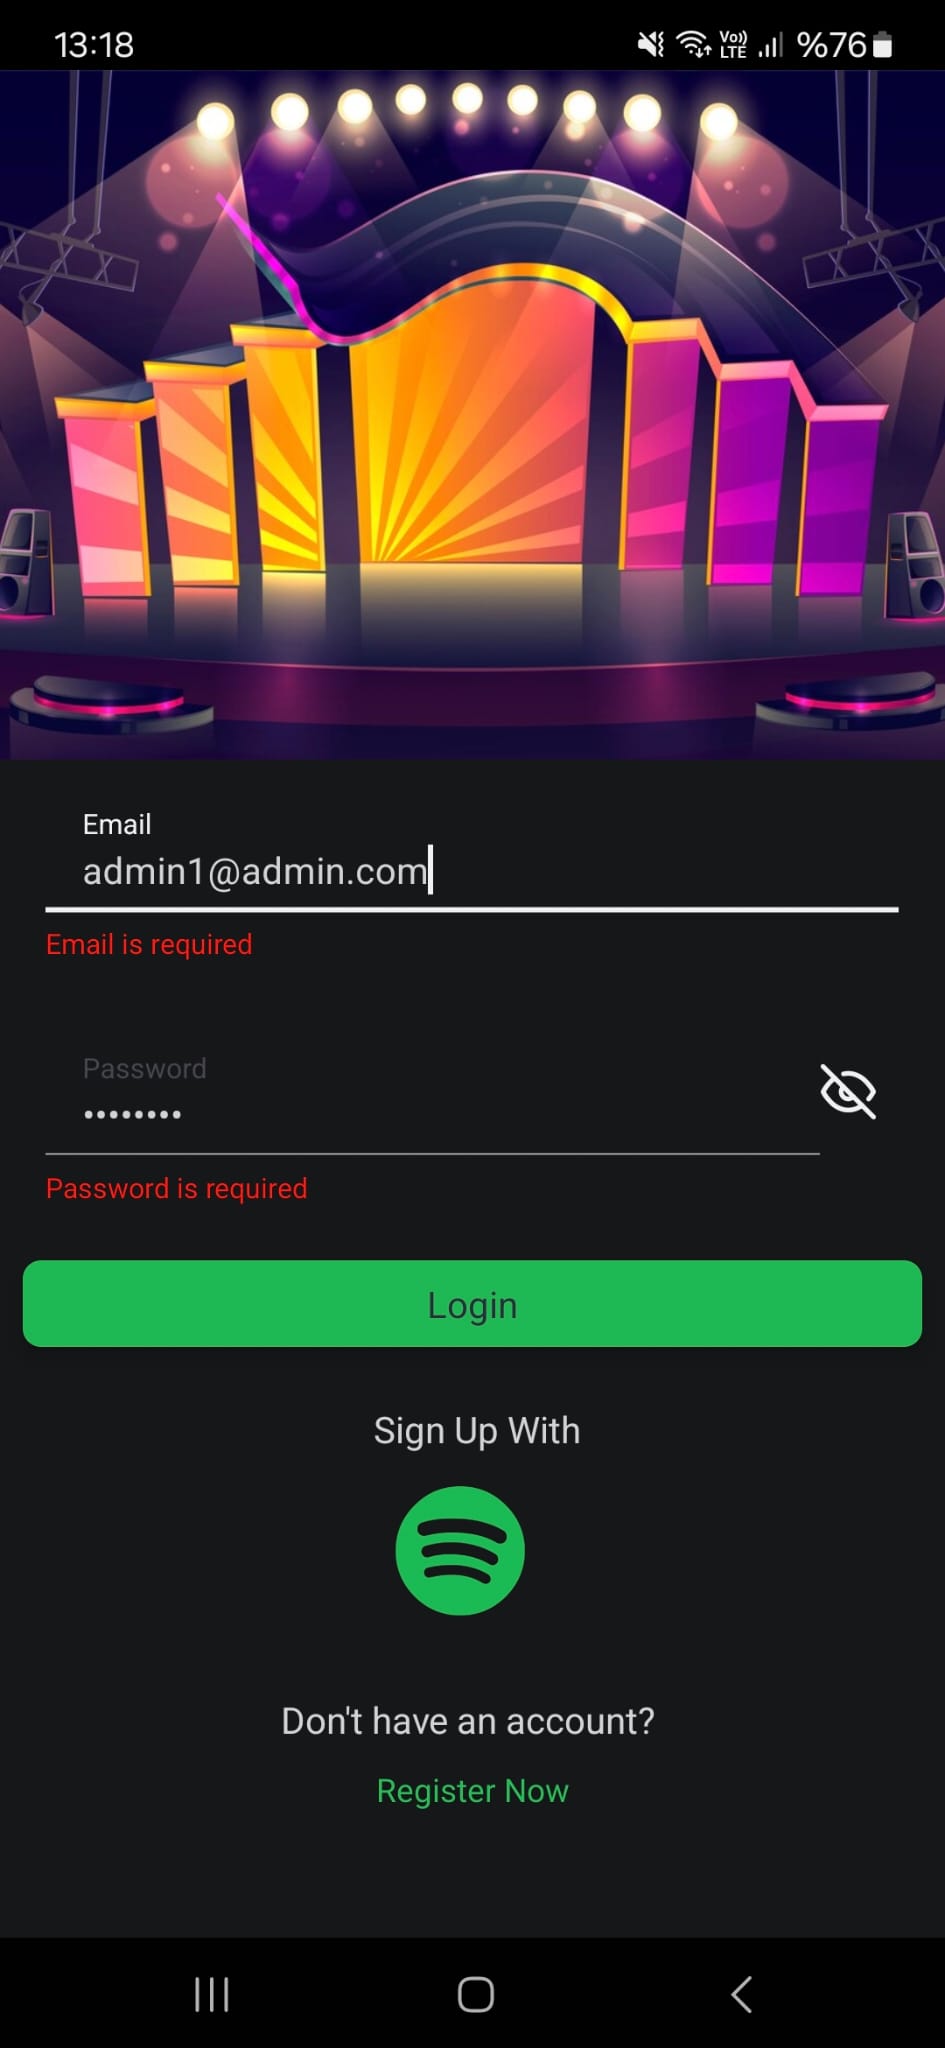 13:18
Vo)) LTE
%76
Email
admin1@admin.com
Email is required
Password
••••••••
Password is required
Login
Sign Up With
Don't have an account?
Register Now